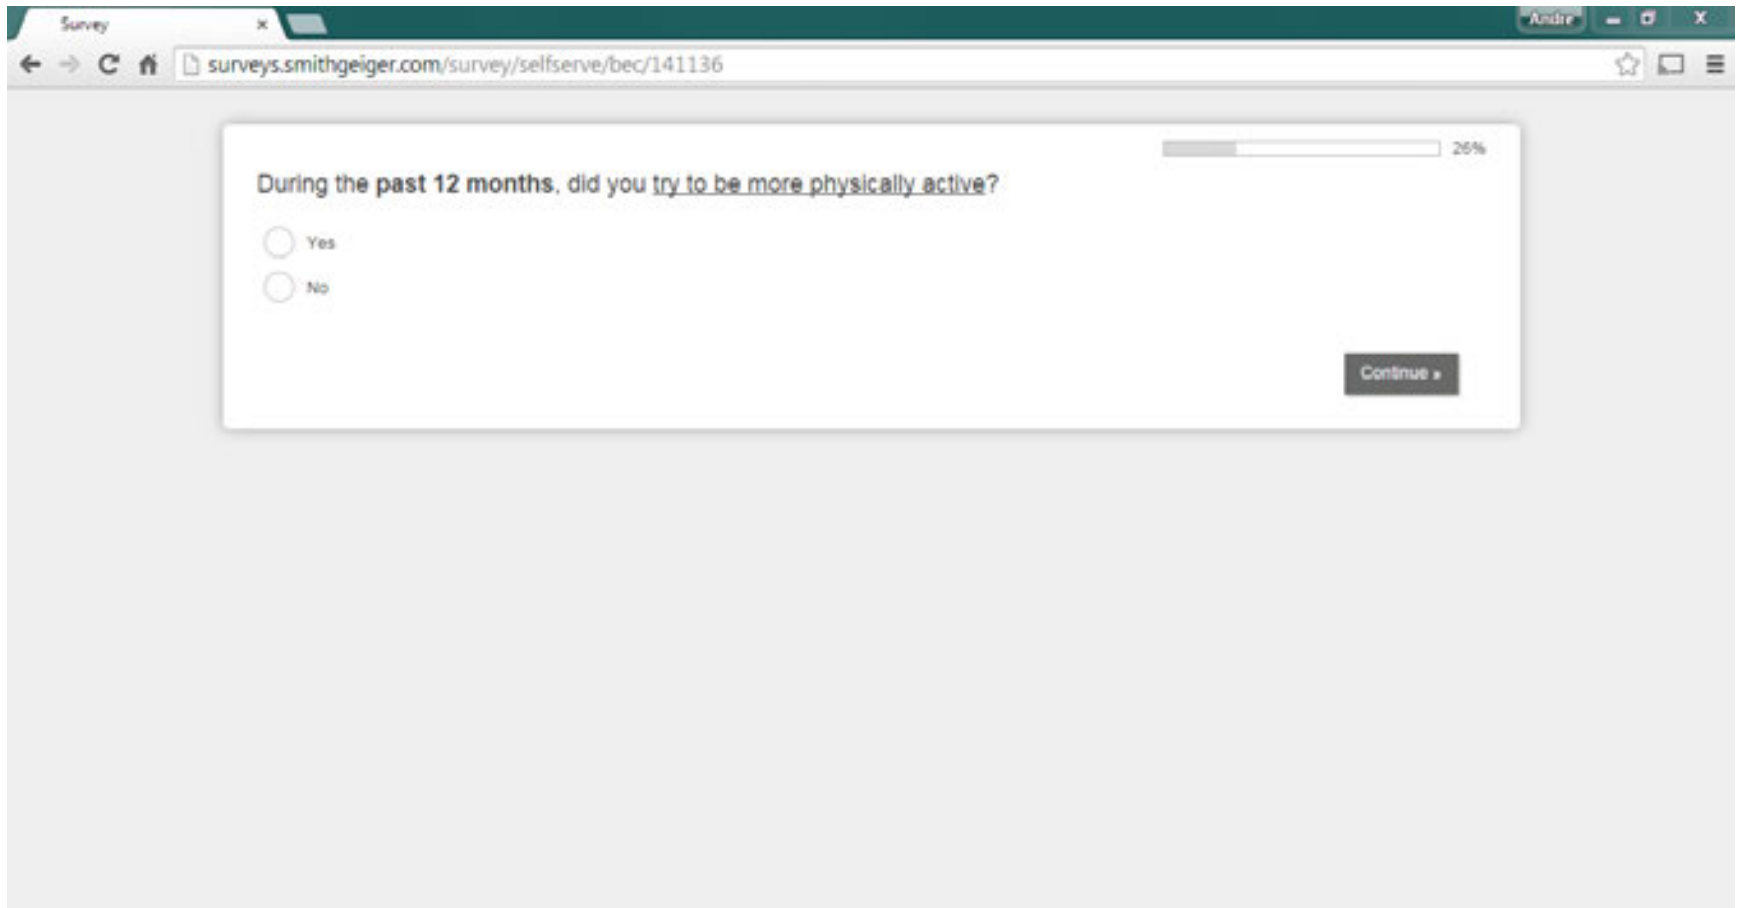 Survey
Andre
surveys.smithgeiger.com/survey/selfserve/bec/141136
26%
During the past 12 months, did you try to be more physically active?
Yes
No
Continue »